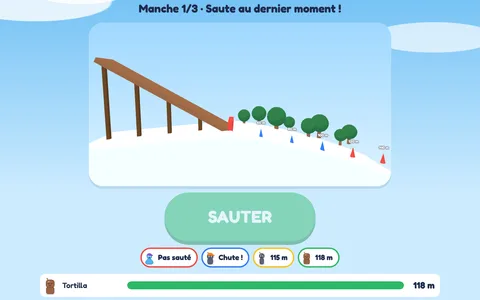 Manche 1/3 · Saute au dernier moment !
SAUTER
Pas sauté
Chute !
115 m
118 m
Tortilla
118 m